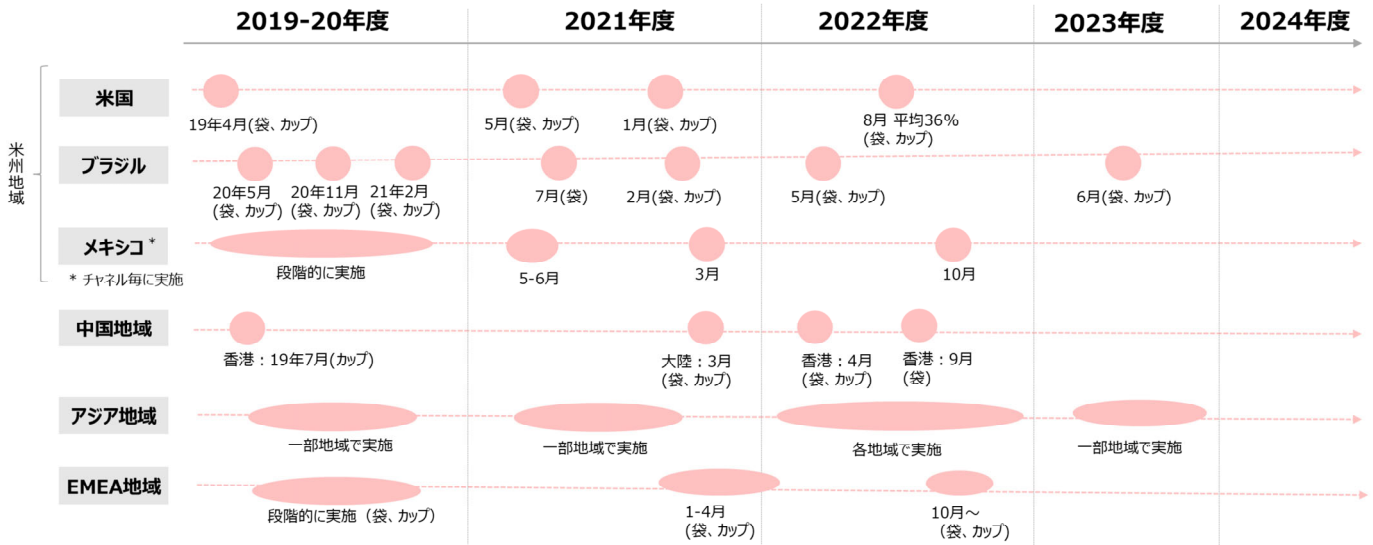 2019-20年度
2021年度
2022年度
2023年度
2024年度
米州地域
米国
19年4月(袋、カップ)
5月(袋、カップ)
1月(袋、カップ)
8月 平均36%
(袋、カップ)
ブラジル
20年5月
(袋、カップ)
20年11月
(袋、カップ)
21年2月
(袋、カップ)
7月(袋)
2月(袋、カップ)
5月(袋、カップ)
6月(袋、カップ)
メキシコ*
* チャネル毎に実施
段階的に実施
5-6月
3月
10月
中国地域
香港：19年7月(カップ)
大陸：3月
(袋、カップ)
香港：4月
(袋、カップ)
香港：9月
(袋)
アジア地域
一部地域で実施
一部地域で実施
各地域で実施
一部地域で実施
EMEA地域
段階的に実施（袋、カップ)
1-4月
(袋、カップ)
10月～
（袋、カップ)